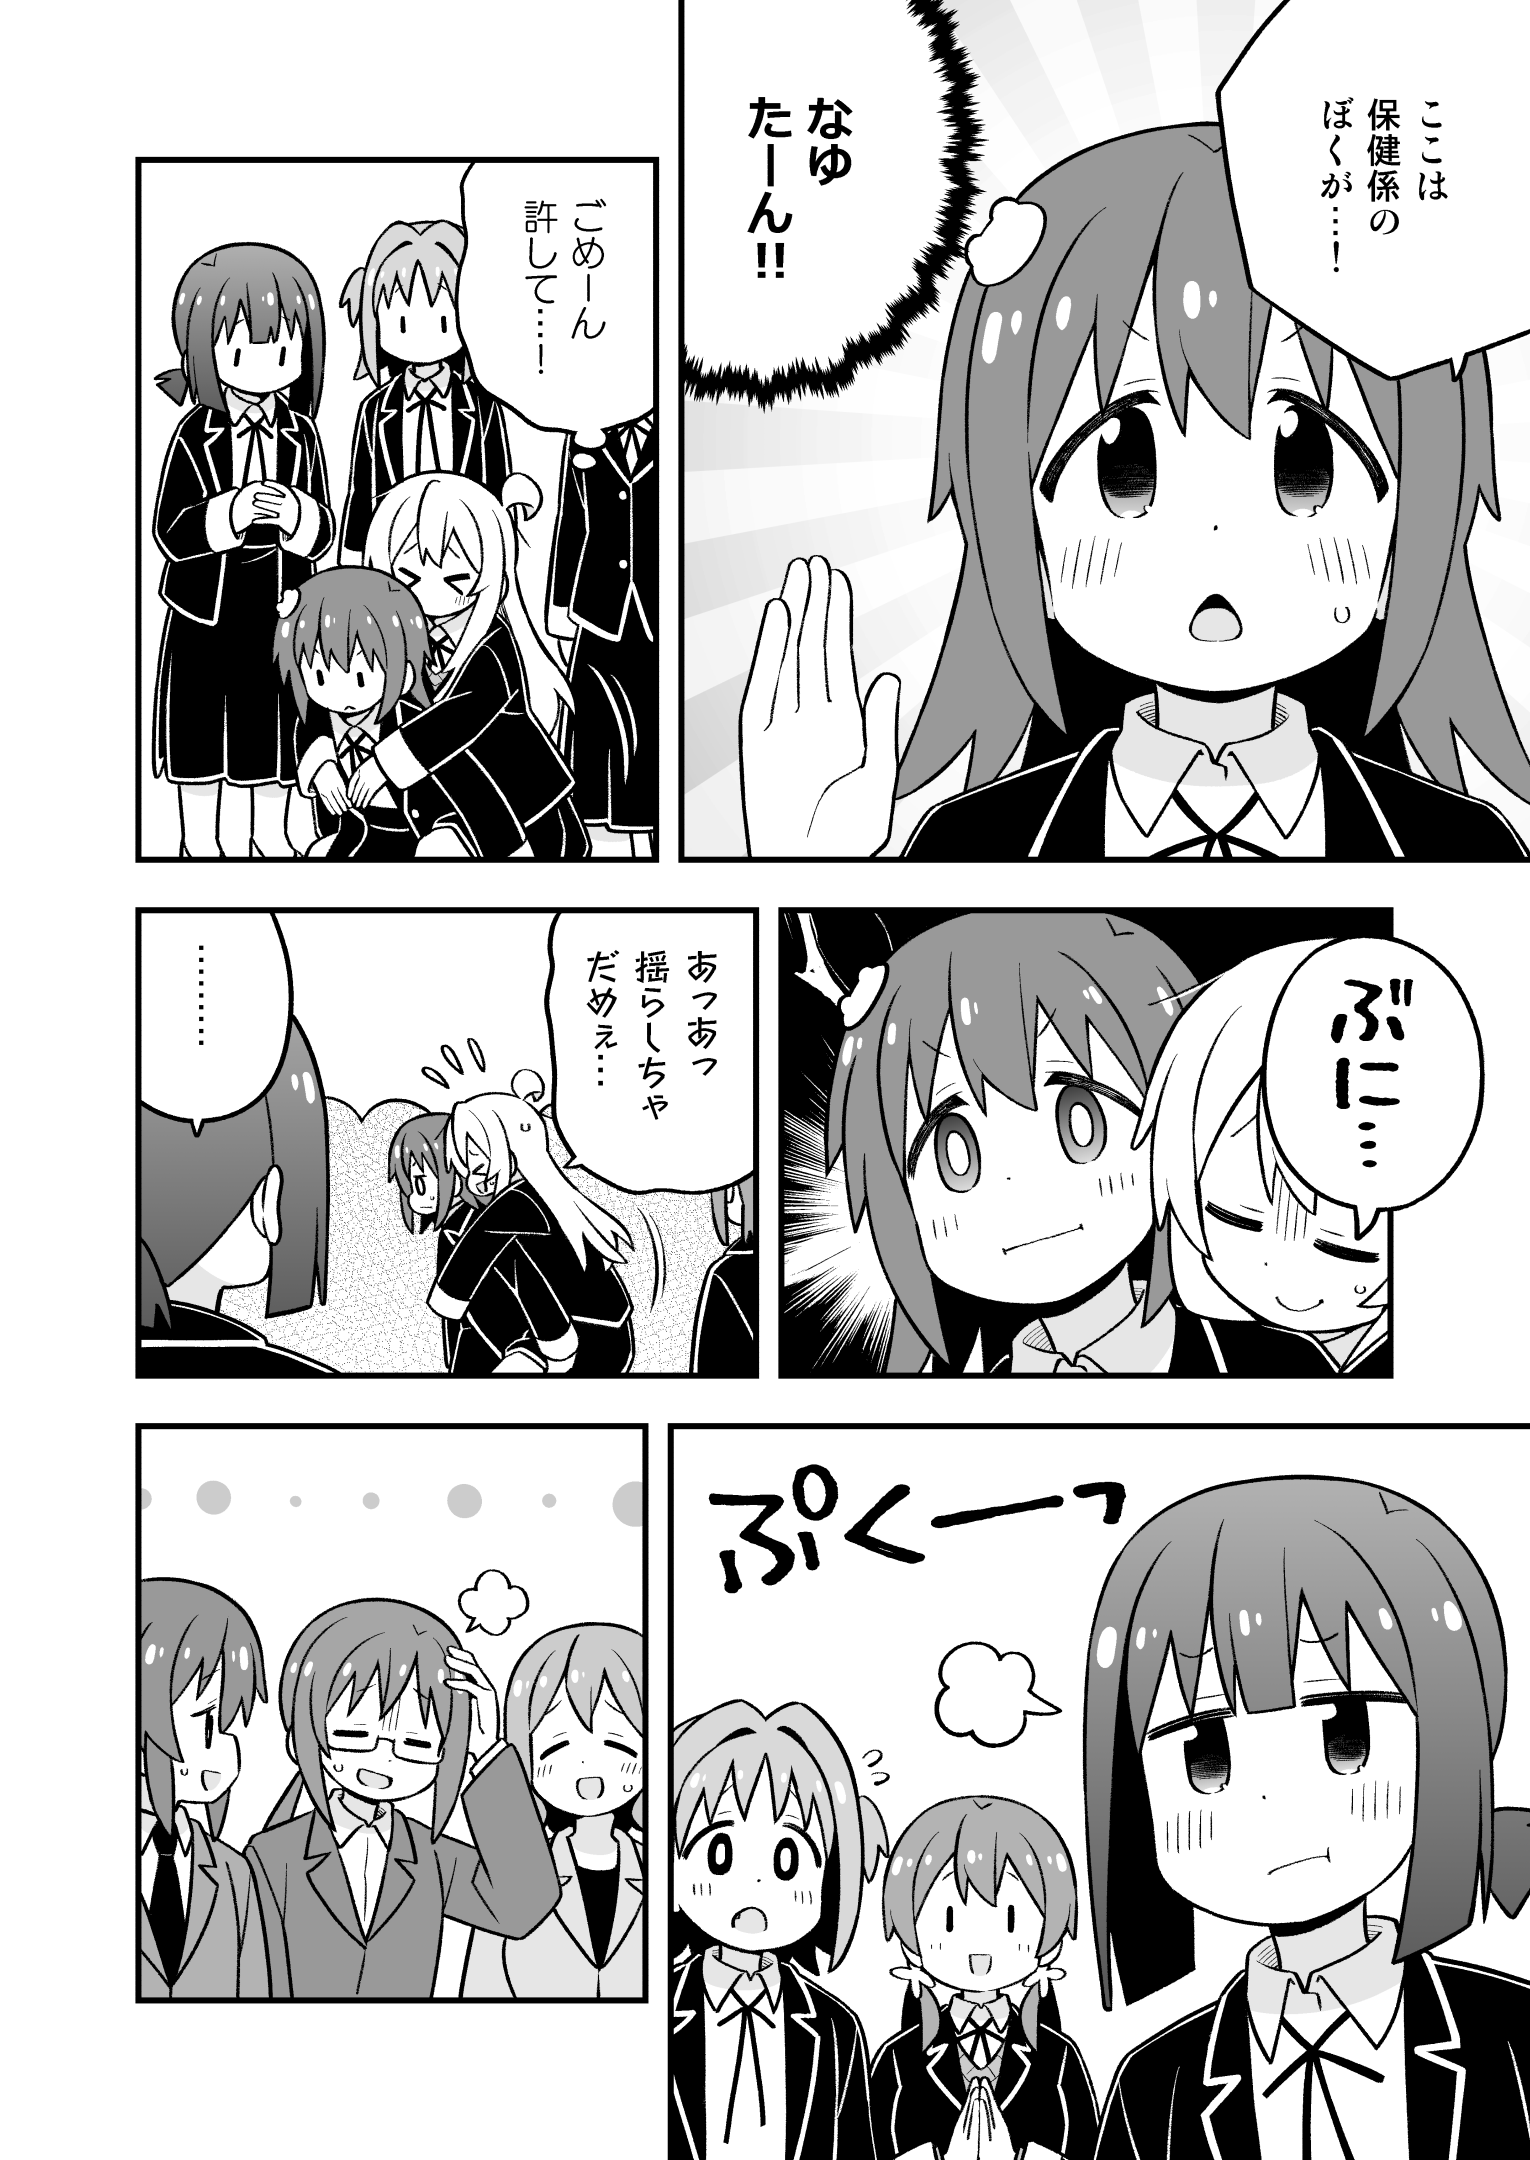 ここは
保健係の
ぼくが…！
なゆ
たーん!!
ごめーん
許して…！
ぶに…
あっあっ
揺らしちゃ
だめぇ…
………
ぷくーっ